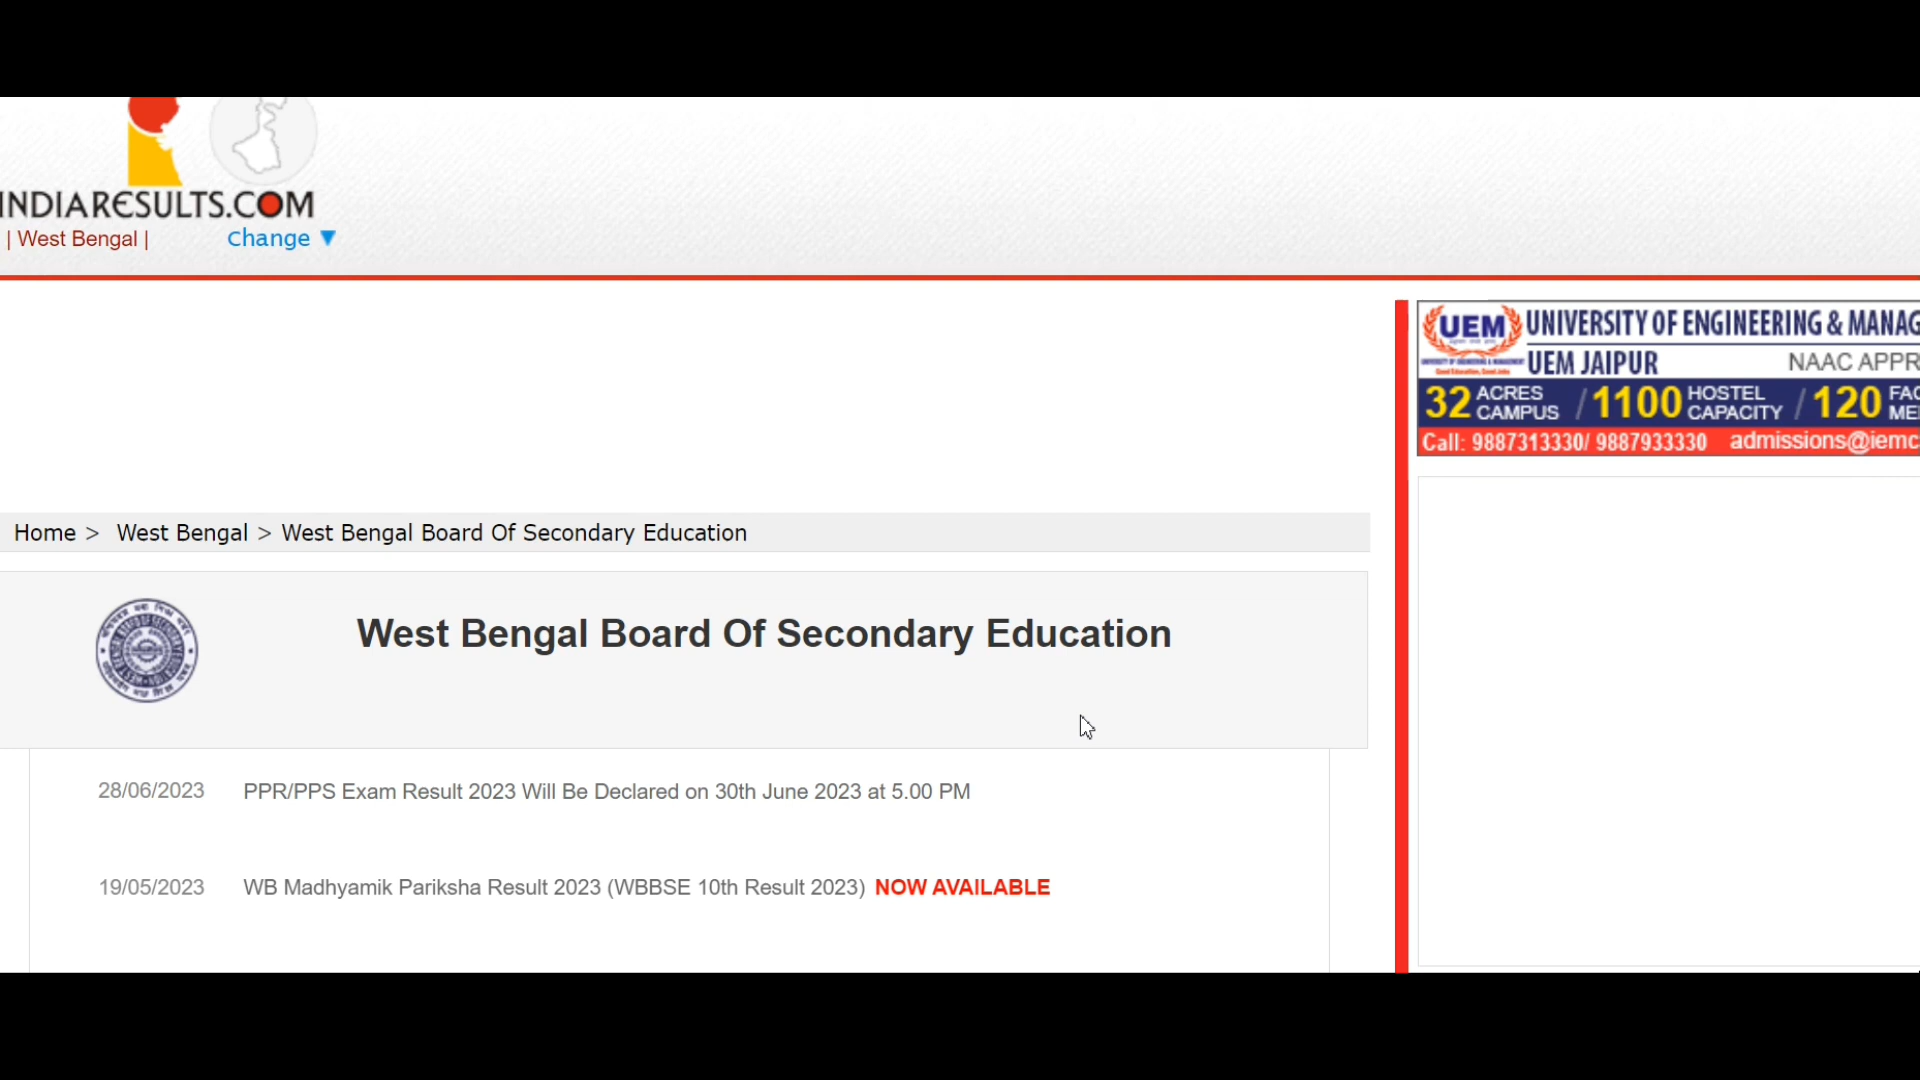 INDIARESULTS.COM
| West Bengal |
Change ▼
UEM
UNIVERSITY OF ENGINEERING & MANAG
UEM JAIPUR
NAAC APPR
32 ACRES CAMPUS / 1100 HOSTEL CAPACITY / 120 FAC MEI
Call: 9887313330/ 9887933330 admissions@iemc
Home > West Bengal > West Bengal Board Of Secondary Education
West Bengal Board Of Secondary Education
28/06/2023 PPR/PPS Exam Result 2023 Will Be Declared on 30th June 2023 at 5.00 PM
19/05/2023 WB Madhyamik Pariksha Result 2023 (WBBSE 10th Result 2023) NOW AVAILABLE